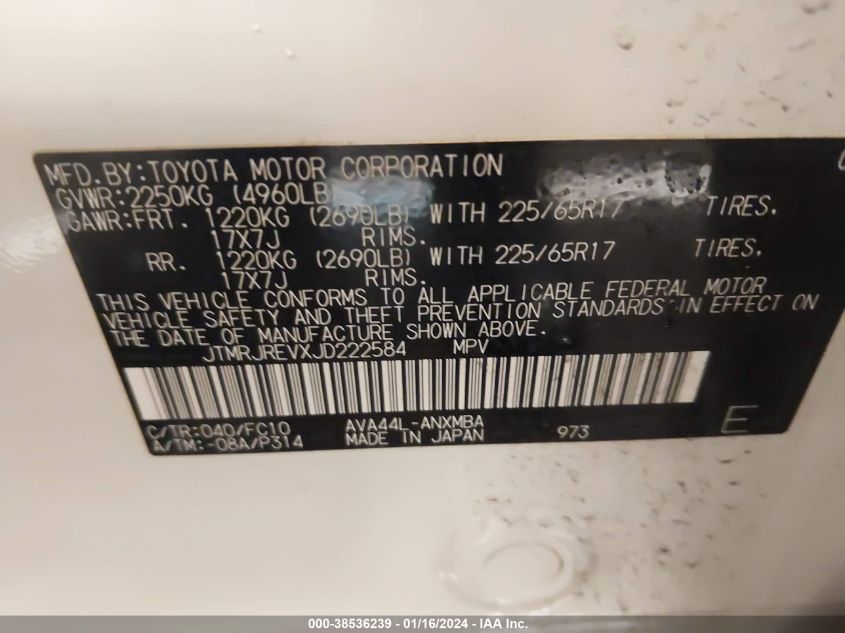 MFD.BY:TOYOTA MOTOR CORPORATION
GVWR:2250KG (4960LB)
GAWR:FRT. 1220KG (2690LB) WITH 225/65R17 TIRES.
17X7J RIMS.
RR. 1220KG (2690LB) WITH 225/65R17 TIRES.
17X7J RIMS.
THIS VEHICLE CONFORMS TO ALL APPLICABLE FEDERAL MOTOR
VEHICLE SAFETY AND THEFT PREVENTION STANDARDS IN EFFECT ON
THE DATE OF MANUFACTURE SHOWN ABOVE.
JTMRJREVXJD222584 MPV
C/TR:040/FC10 AVA44L-ANXMBA
A/TM:-08A/P314 MADE IN JAPAN 973 E
000-38536239 - 01/16/2024 - IAA Inc.